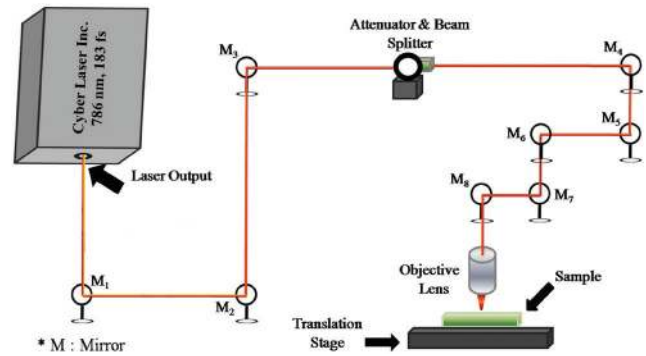 Cyber Laser Inc.
786 nm, 183 fs
Laser Output
M1
M2
M3
Attenuator & Beam
Splitter
M4
M5
M6
M7
M8
Objective
Lens
Sample
Translation
Stage
* M : Mirror